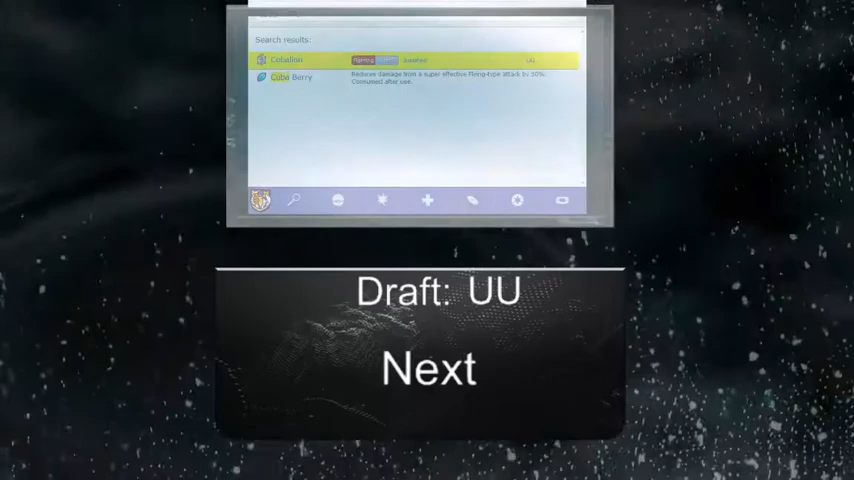 Search results:
Cobalion UU
Cuba Berry Reduces damage from a super effective Flying-type attack by 50%.
Consumed after use.
Draft: UU
Next